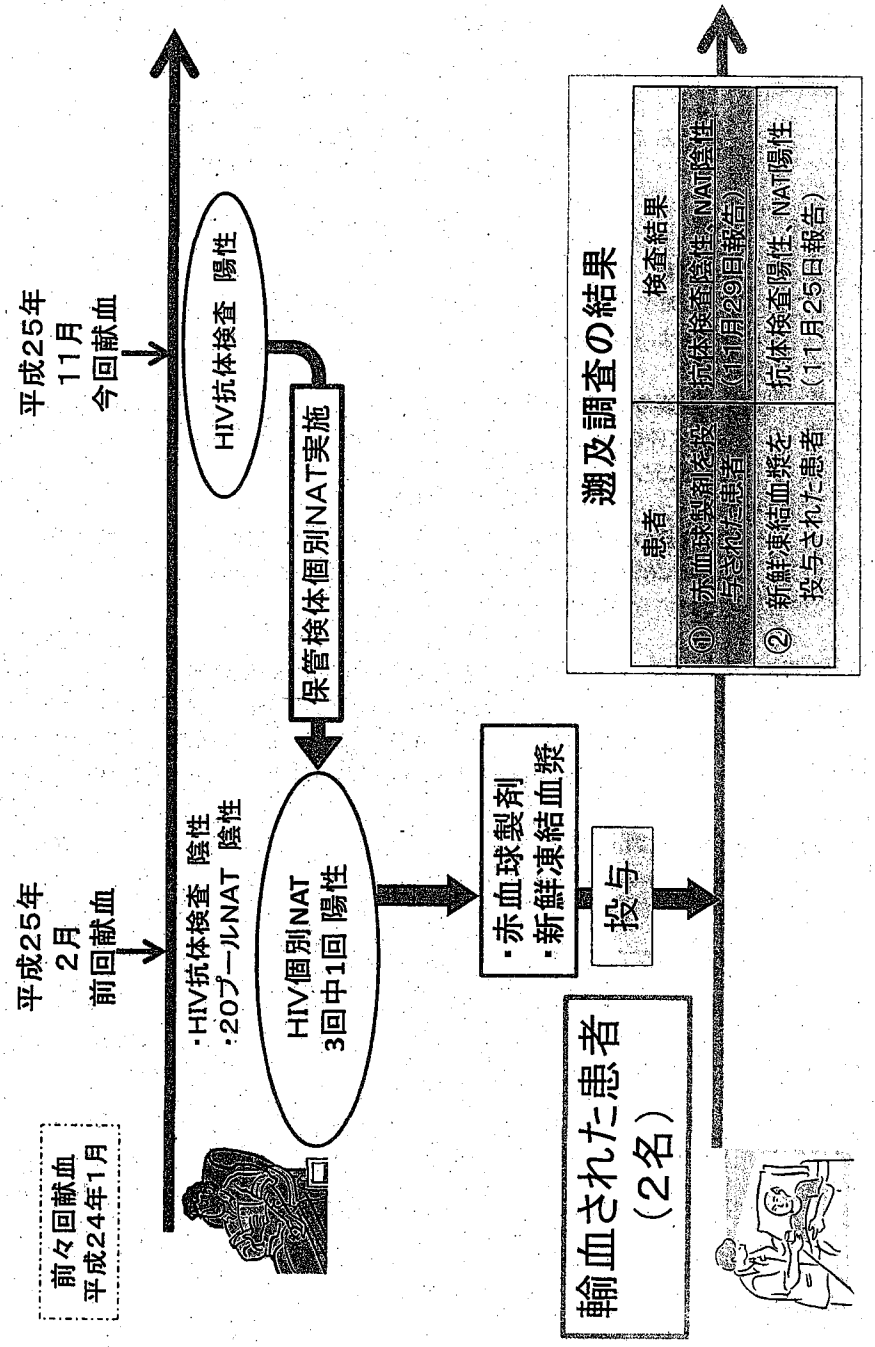 前々回献血
平成24年1月
平成25年
2月
前回献血
平成25年
11月
今回献血
・HIV抗体検査 陰性
・20プールNAT 陰性
HIV個別NAT
3回中1回 陽性
保管検体個別NAT実施
HIV抗体検査 陽性
・赤血球製剤
・新鮮凍結血漿
投与
輸血された患者
(2名)
遡及調査の結果
患者
検査結果
① 赤血球製剤を投
与された患者
抗体検査陰性、NAT陰性
(11月29日報告)
② 新鮮凍結血漿を
投与された患者
抗体検査陽性、NAT陽性
(11月25日報告)